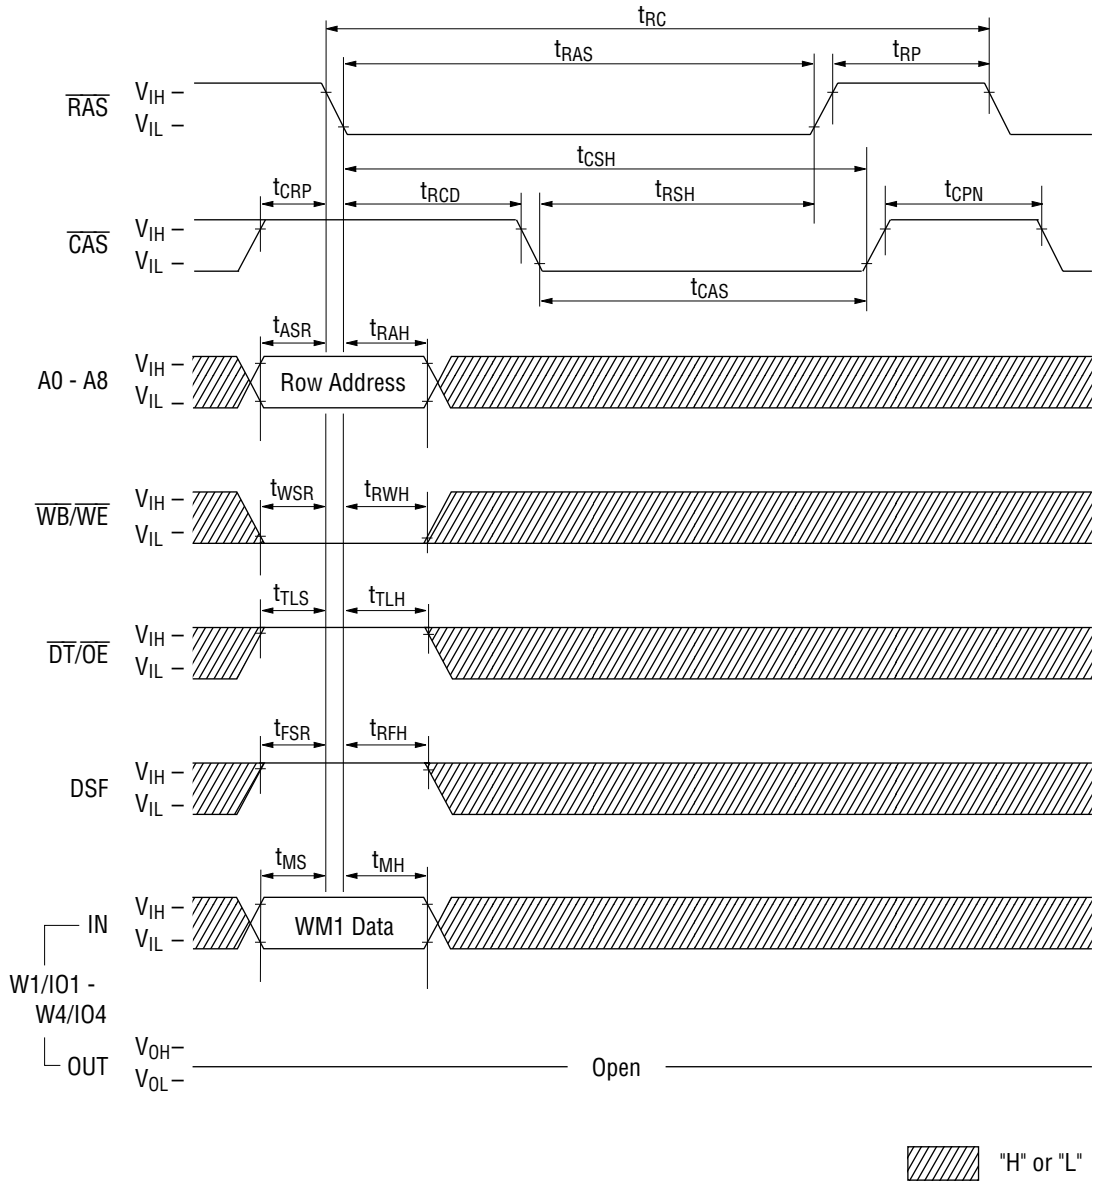 tRC
tRAS
tRP
RAS
VIH
VIL
tCSH
tCRP
tRCD
tRSH
tCPN
CAS
VIH
VIL
tCAS
tASR
tRAH
A0 - A8
VIH
VIL
Row Address
tWSR
tRWH
WB/WE
VIH
VIL
tTLS
tTLH
DT/OE
VIH
VIL
tFSR
tRFH
DSF
VIH
VIL
tMS
tMH
IN
VIH
VIL
WM1 Data
W1/IO1 -
W4/IO4
OUT
VOH
VOL
Open
"H" or "L"